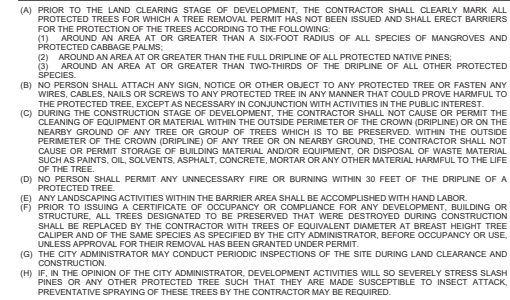 (A) PRIOR TO THE LAND CLEARING STAGE OF DEVELOPMENT, THE CONTRACTOR SHALL CLEARLY MARK ALL
PROTECTED TREES FOR WHICH A TREE REMOVAL PERMIT HAS NOT BEEN ISSUED AND SHALL ERECT BARRIERS
FOR THE PROTECTION OF THE TREES ACCORDING TO THE FOLLOWING:
(1) AROUND AN AREA AT OR GREATER THAN A SIX-FOOT RADIUS OF ALL SPECIES OF MANGROVES AND
PROTECTED CABBAGE PALMS;
(2) AROUND AN AREA AT OR GREATER THAN THE FULL DRIPLINE OF ALL PROTECTED NATIVE PINES;
(3) AROUND AN AREA AT OR GREATER THAN TWO-THIRDS OF THE DRIPLINE OF ALL OTHER PROTECTED
SPECIES.
(B) NO PERSON SHALL ATTACH ANY SIGN, NOTICE OR OTHER OBJECT TO ANY PROTECTED TREE OR FASTEN ANY
WIRES, CABLES, NAILS OR SCREWS TO ANY PROTECTED TREE IN ANY MANNER THAT COULD PROVE HARMFUL TO
THE PROTECTED TREE, EXCEPT AS NECESSARY IN CONJUNCTION WITH ACTIVITIES IN THE PUBLIC INTEREST.
(C) DURING THE CONSTRUCTION STAGE OF DEVELOPMENT, THE CONTRACTOR SHALL NOT CAUSE OR PERMIT THE
CLEANING OF EQUIPMENT OR MATERIAL WITHIN THE OUTSIDE PERIMETER OF THE CROWN (DRIPLINE) OR ON THE
NEARBY GROUND OF ANY TREE OR GROUP OF TREES WHICH IS TO BE PRESERVED. WITHIN THE OUTSIDE
PERIMETER OF THE CROWN (DRIPLINE) OF ANY TREE OR ON NEARBY GROUND, THE CONTRACTOR SHALL NOT
CAUSE OR PERMIT STORAGE OF BUILDING MATERIAL AND/OR EQUIPMENT, OR DISPOSAL OF WASTE MATERIAL
SUCH AS PAINTS, OIL, SOLVENTS, ASPHALT, CONCRETE, MORTAR OR ANY OTHER MATERIAL HARMFUL TO THE LIFE
OF THE TREE.
(D) NO PERSON SHALL PERMIT ANY UNNECESSARY FIRE OR BURNING WITHIN 30 FEET OF THE DRIPLINE OF A
PROTECTED TREE.
(E) ANY LANDSCAPING ACTIVITIES WITHIN THE BARRIER AREA SHALL BE ACCOMPLISHED WITH HAND LABOR.
(F) PRIOR TO ISSUING A CERTIFICATE OF OCCUPANCY OR COMPLIANCE FOR ANY DEVELOPMENT, BUILDING OR
STRUCTURE, ALL TREES DESIGNATED TO BE PRESERVED THAT WERE DESTROYED DURING CONSTRUCTION
SHALL BE REPLACED BY THE CONTRACTOR WITH TREES OF EQUIVALENT DIAMETER AT BREAST HEIGHT TREE
CALIPER AND OF THE SAME SPECIES AS SPECIFIED BY THE CITY ADMINISTRATOR, BEFORE OCCUPANCY OR USE,
UNLESS APPROVAL FOR THEIR REMOVAL HAS BEEN GRANTED UNDER PERMIT.
(G) THE CITY ADMINISTRATOR MAY CONDUCT PERIODIC INSPECTIONS OF THE SITE DURING LAND CLEARANCE AND
CONSTRUCTION.
(H) IF, IN THE OPINION OF THE CITY ADMINISTRATOR, DEVELOPMENT ACTIVITIES WILL SO SEVERELY STRESS SLASH
PINES OR ANY OTHER PROTECTED TREE SUCH THAT THEY ARE MADE SUSCEPTIBLE TO INSECT ATTACK,
PREVENTATIVE SPRAYING OF THESE TREES BY THE CONTRACTOR MAY BE REQUIRED.